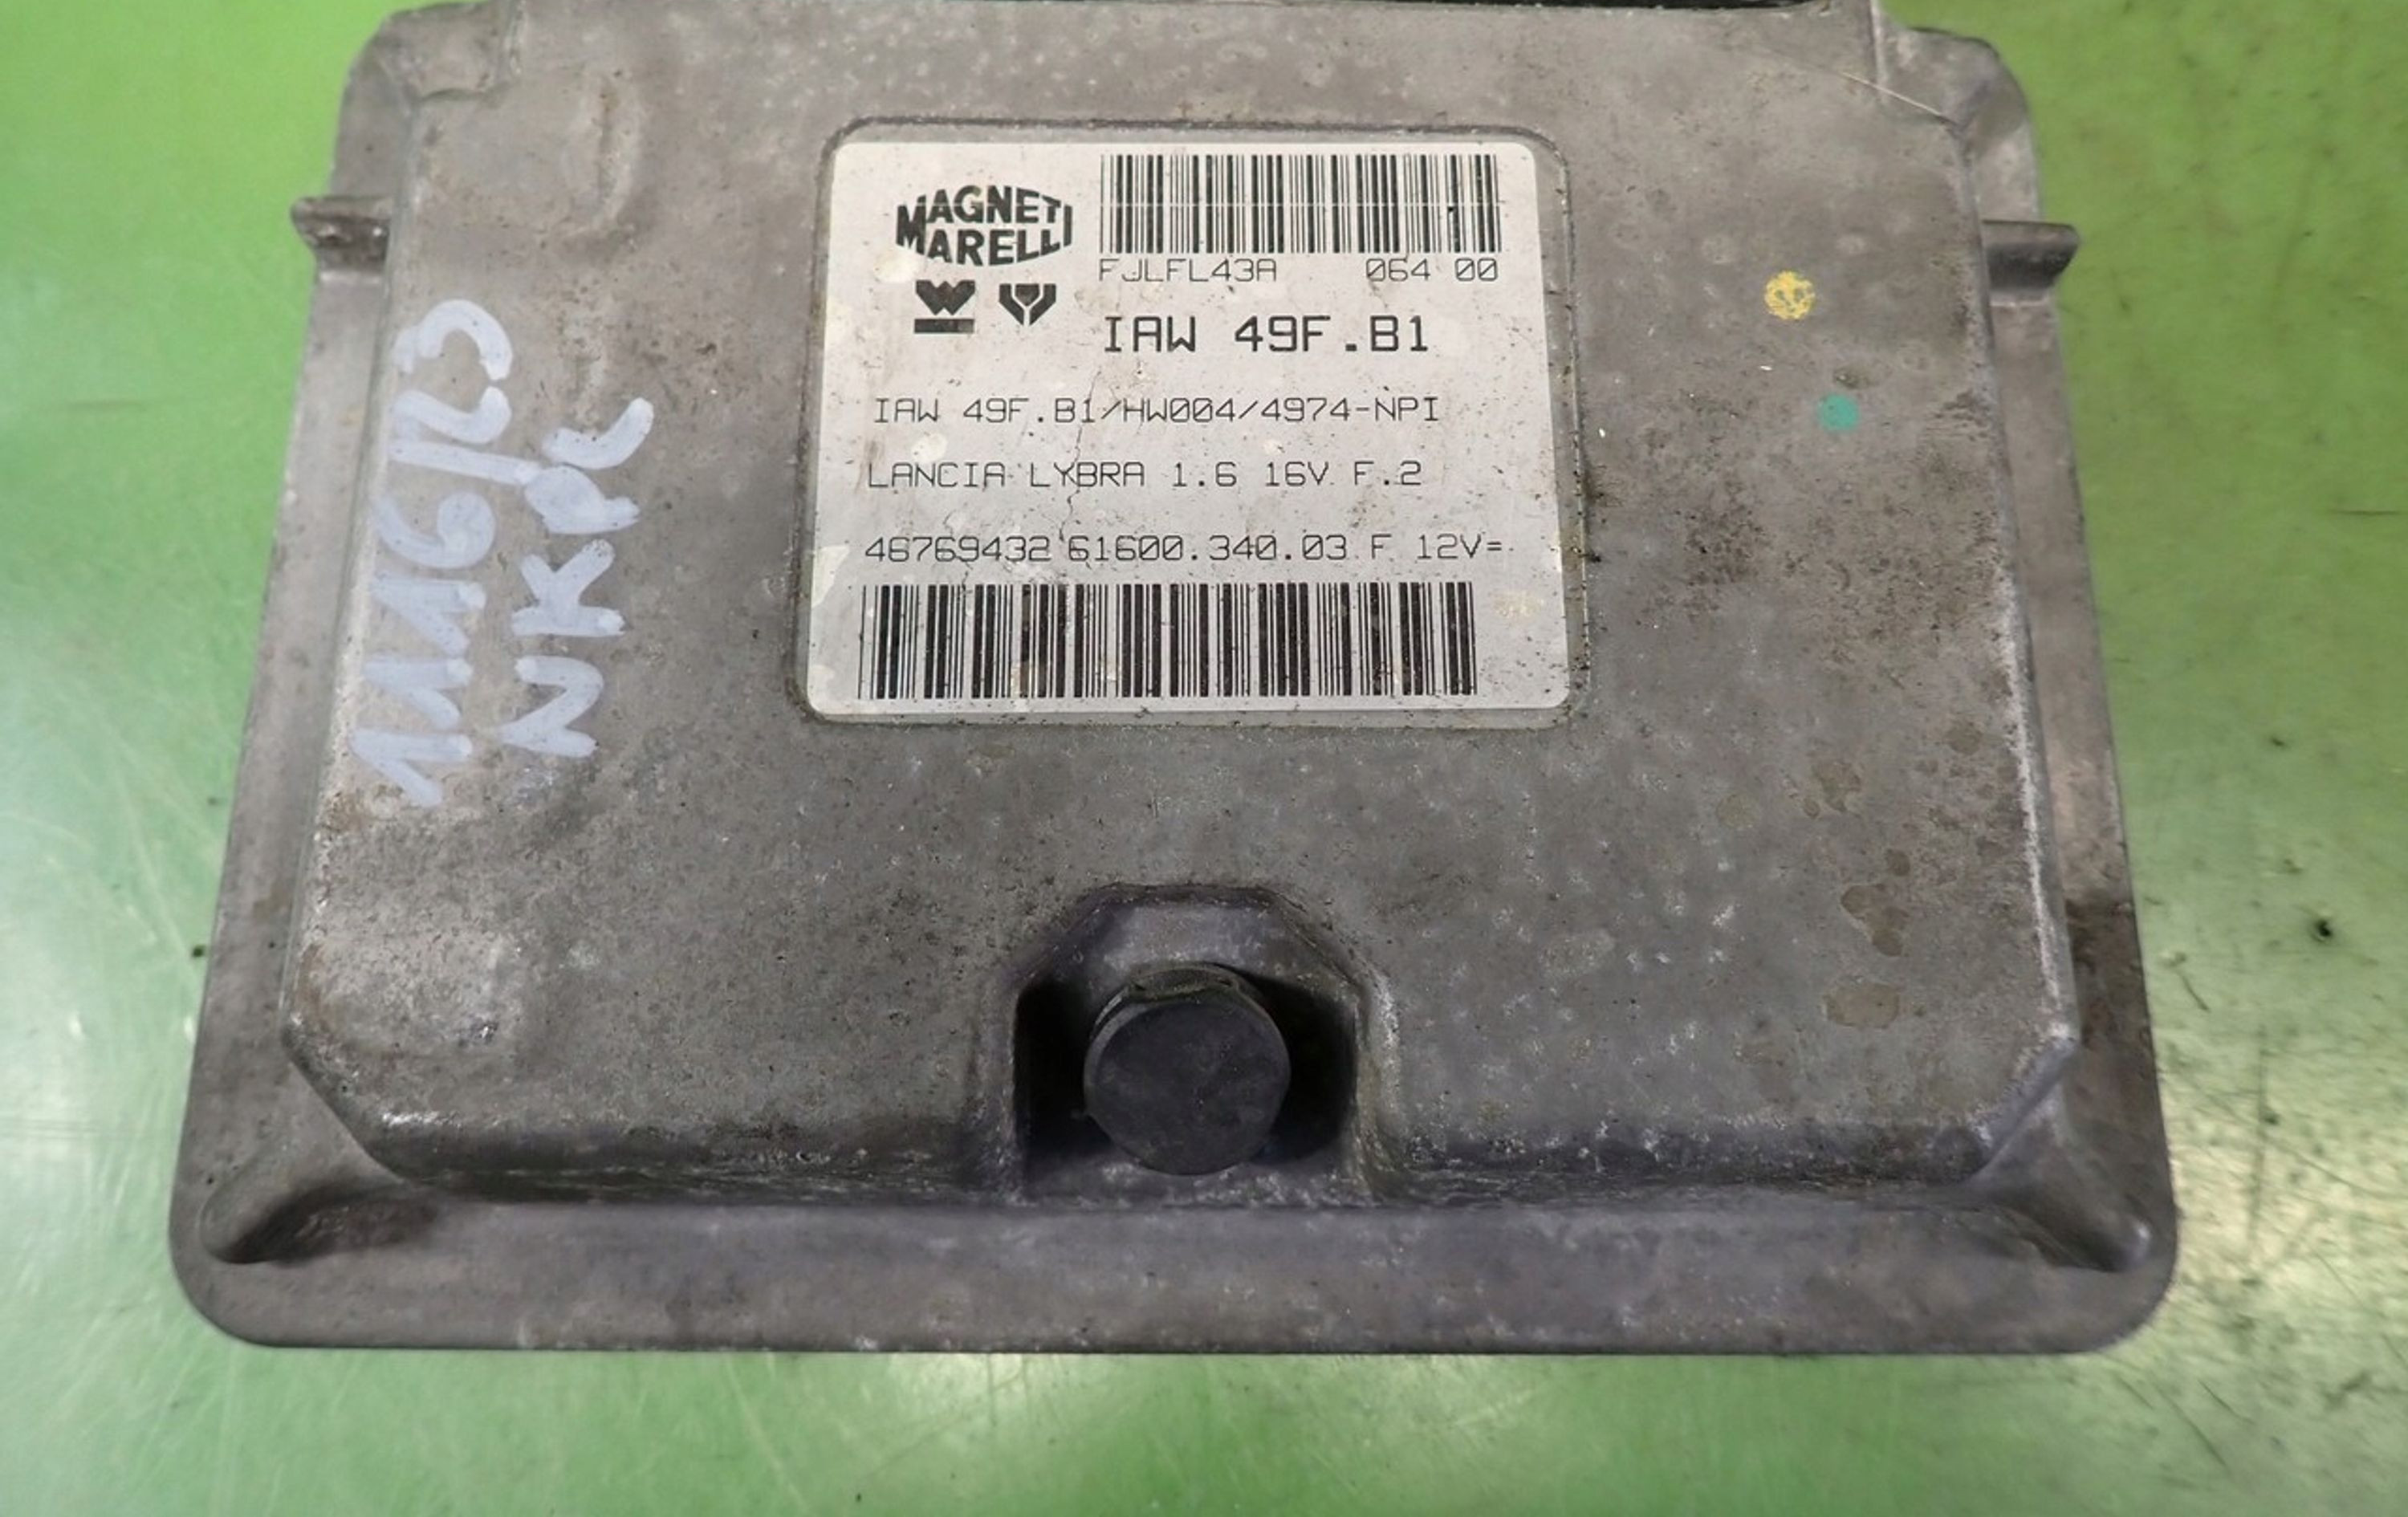 MAGNETI
MARELLI
FJLFL43A 064 00
IAW 49F.B1
IAW 49F.B1/HW004/4974-NPI
LANCIA LYBRA 1.6 16V F.2
46769432 61600.340.03 F 12V=